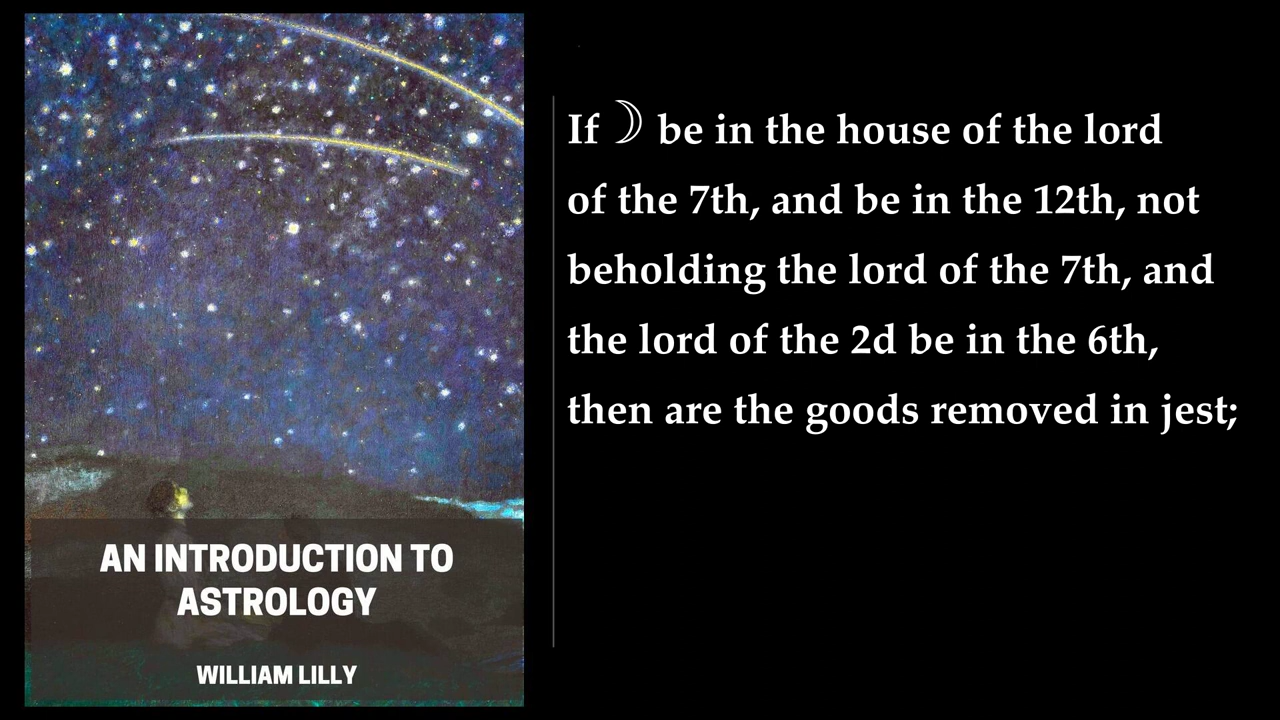 AN INTRODUCTION TO
ASTROLOGY
WILLIAM LILLY
If ☽ be in the house of the lord
of the 7th, and be in the 12th, not
beholding the lord of the 7th, and
the lord of the 2d be in the 6th,
then are the goods removed in jest;